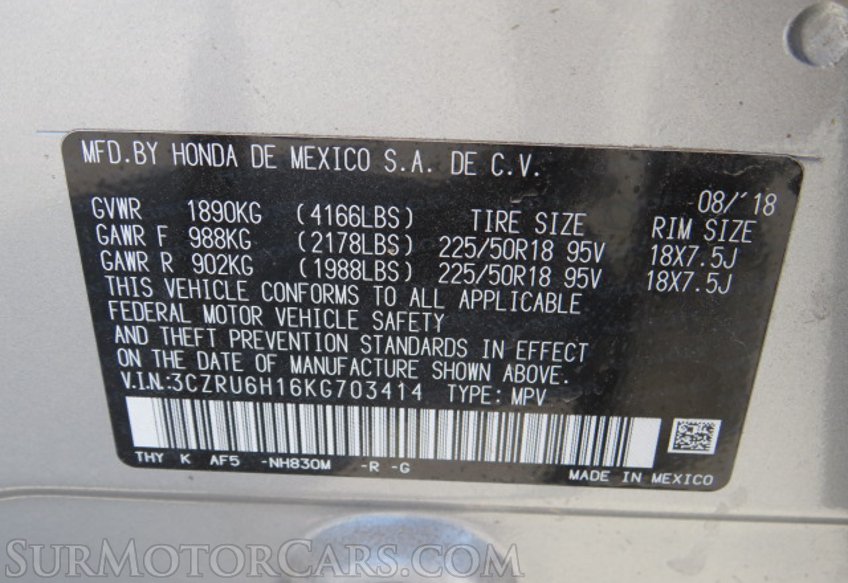 MFD.BY HONDA DE MEXICO S.A. DE C.V.
08/'18
GVWR 1890KG (4166LBS) TIRE SIZE RIM SIZE
GAWR F 988KG (2178LBS) 225/50R18 95V 18X7.5J
GAWR R 902KG (1988LBS) 225/50R18 95V 18X7.5J
THIS VEHICLE CONFORMS TO ALL APPLICABLE
FEDERAL MOTOR VEHICLE SAFETY
AND THEFT PREVENTION STANDARDS IN EFFECT
ON THE DATE OF MANUFACTURE SHOWN ABOVE.
V.I.N.:3CZRU6H16KG703414 TYPE: MPV
THY K AF5 -NH830M -R -G
MADE IN MEXICO
SURMOTORCARS.COM